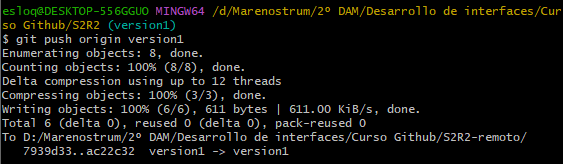 esloq@DESKTOP-556GGUO MINGW64 /d/Marenostrum/2º DAM/Desarrollo de interfaces/Cur
so Github/S2R2 (version1)
$ git push origin version1
Enumerating objects: 8, done.
Counting objects: 100% (8/8), done.
Delta compression using up to 12 threads
Compressing objects: 100% (3/3), done.
Writing objects: 100% (6/6), 611 bytes | 611.00 KiB/s, done.
Total 6 (delta 0), reused 0 (delta 0), pack-reused 0
To D:/Marenostrum/2º DAM/Desarrollo de interfaces/Curso Github/S2R2-remoto/
   7939d33..ac22c32  version1 -> version1